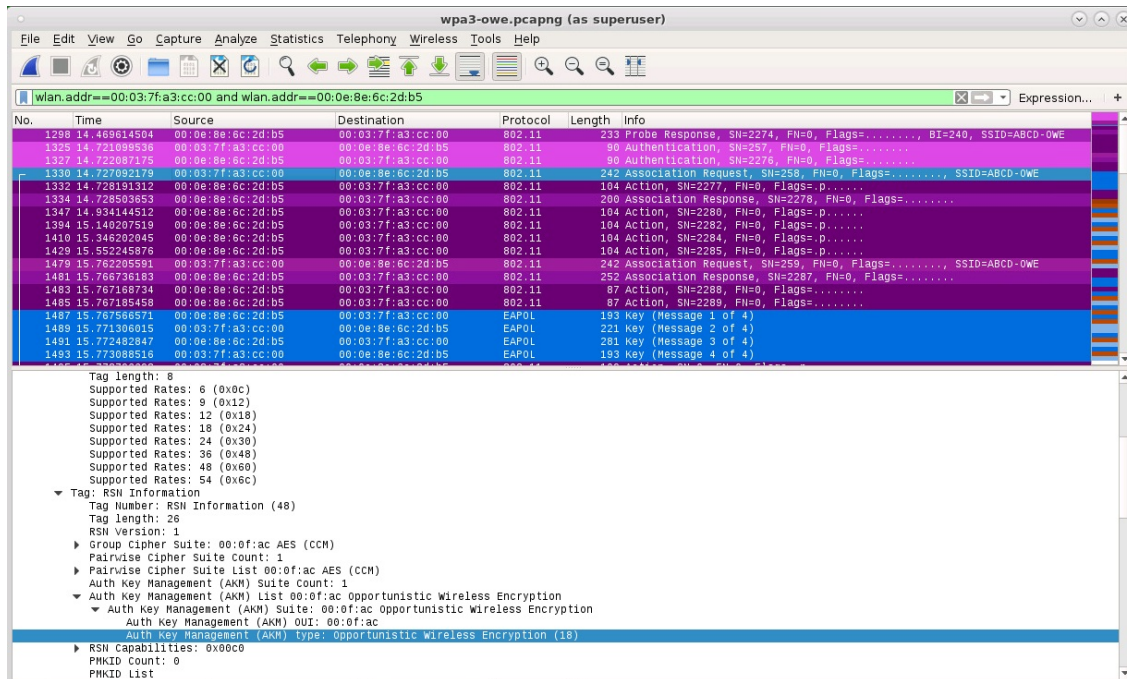 wpa3-owe.pcapng (as superuser)
File Edit View Go Capture Analyze Statistics Telephony Wireless Tools Help
wlan.addr==00:03:7f:a3:cc:00 and wlan.addr==00:0e:8e:6c:2d:b5 Expression... +
No. Time Source Destination Protocol Length Info
1298 14.469614504 00:0e:8e:6c:2d:b5 00:03:7f:a3:cc:00 802.11 233 Probe Response, SN=2274, FN=0, Flags=........, BI=240, SSID=ABCD-OWE
1325 14.721099536 00:03:7f:a3:cc:00 00:0e:8e:6c:2d:b5 802.11 90 Authentication, SN=257, FN=0, Flags=........
1327 14.722087175 00:0e:8e:6c:2d:b5 00:03:7f:a3:cc:00 802.11 90 Authentication, SN=2276, FN=0, Flags=........
1330 14.727092179 00:03:7f:a3:cc:00 00:0e:8e:6c:2d:b5 802.11 242 Association Request, SN=258, FN=0, Flags=........, SSID=ABCD-OWE
1332 14.728191312 00:0e:8e:6c:2d:b5 00:03:7f:a3:cc:00 802.11 104 Action, SN=2277, FN=0, Flags=.p......
1334 14.728503653 00:0e:8e:6c:2d:b5 00:03:7f:a3:cc:00 802.11 200 Association Response, SN=2278, FN=0, Flags=........
1347 14.934144512 00:0e:8e:6c:2d:b5 00:03:7f:a3:cc:00 802.11 104 Action, SN=2280, FN=0, Flags=.p......
1394 15.140207519 00:0e:8e:6c:2d:b5 00:03:7f:a3:cc:00 802.11 104 Action, SN=2282, FN=0, Flags=.p......
1410 15.346202045 00:0e:8e:6c:2d:b5 00:03:7f:a3:cc:00 802.11 104 Action, SN=2284, FN=0, Flags=.p......
1429 15.552245876 00:0e:8e:6c:2d:b5 00:03:7f:a3:cc:00 802.11 104 Action, SN=2285, FN=0, Flags=.p......
1479 15.762205591 00:03:7f:a3:cc:00 00:0e:8e:6c:2d:b5 802.11 242 Association Request, SN=259, FN=0, Flags=........, SSID=ABCD-OWE
1481 15.766736183 00:0e:8e:6c:2d:b5 00:03:7f:a3:cc:00 802.11 252 Association Response, SN=2287, FN=0, Flags=........
1483 15.767168734 00:0e:8e:6c:2d:b5 00:03:7f:a3:cc:00 802.11 87 Action, SN=2288, FN=0, Flags=........
1485 15.767185458 00:0e:8e:6c:2d:b5 00:03:7f:a3:cc:00 802.11 87 Action, SN=2289, FN=0, Flags=........
1487 15.767566571 00:0e:8e:6c:2d:b5 00:03:7f:a3:cc:00 EAPOL 193 Key (Message 1 of 4)
1489 15.771306015 00:03:7f:a3:cc:00 00:0e:8e:6c:2d:b5 EAPOL 221 Key (Message 2 of 4)
1491 15.772482847 00:0e:8e:6c:2d:b5 00:03:7f:a3:cc:00 EAPOL 281 Key (Message 3 of 4)
1493 15.773088516 00:03:7f:a3:cc:00 00:0e:8e:6c:2d:b5 EAPOL 193 Key (Message 4 of 4)
Tag length: 8
Supported Rates: 6 (0x0c)
Supported Rates: 9 (0x12)
Supported Rates: 12 (0x18)
Supported Rates: 18 (0x24)
Supported Rates: 24 (0x30)
Supported Rates: 36 (0x48)
Supported Rates: 48 (0x60)
Supported Rates: 54 (0x6c)
Tag: RSN Information
Tag Number: RSN Information (48)
Tag length: 26
RSN Version: 1
Group Cipher Suite: 00:0f:ac AES (CCM)
Pairwise Cipher Suite Count: 1
Pairwise Cipher Suite List 00:0f:ac AES (CCM)
Auth Key Management (AKM) Suite Count: 1
Auth Key Management (AKM) List 00:0f:ac Opportunistic Wireless Encryption
Auth Key Management (AKM) Suite: 00:0f:ac Opportunistic Wireless Encryption
Auth Key Management (AKM) OUI: 00:0f:ac
Auth Key Management (AKM) type: Opportunistic Wireless Encryption (18)
RSN Capabilities: 0x00c0
PMKID Count: 0
PMKID List